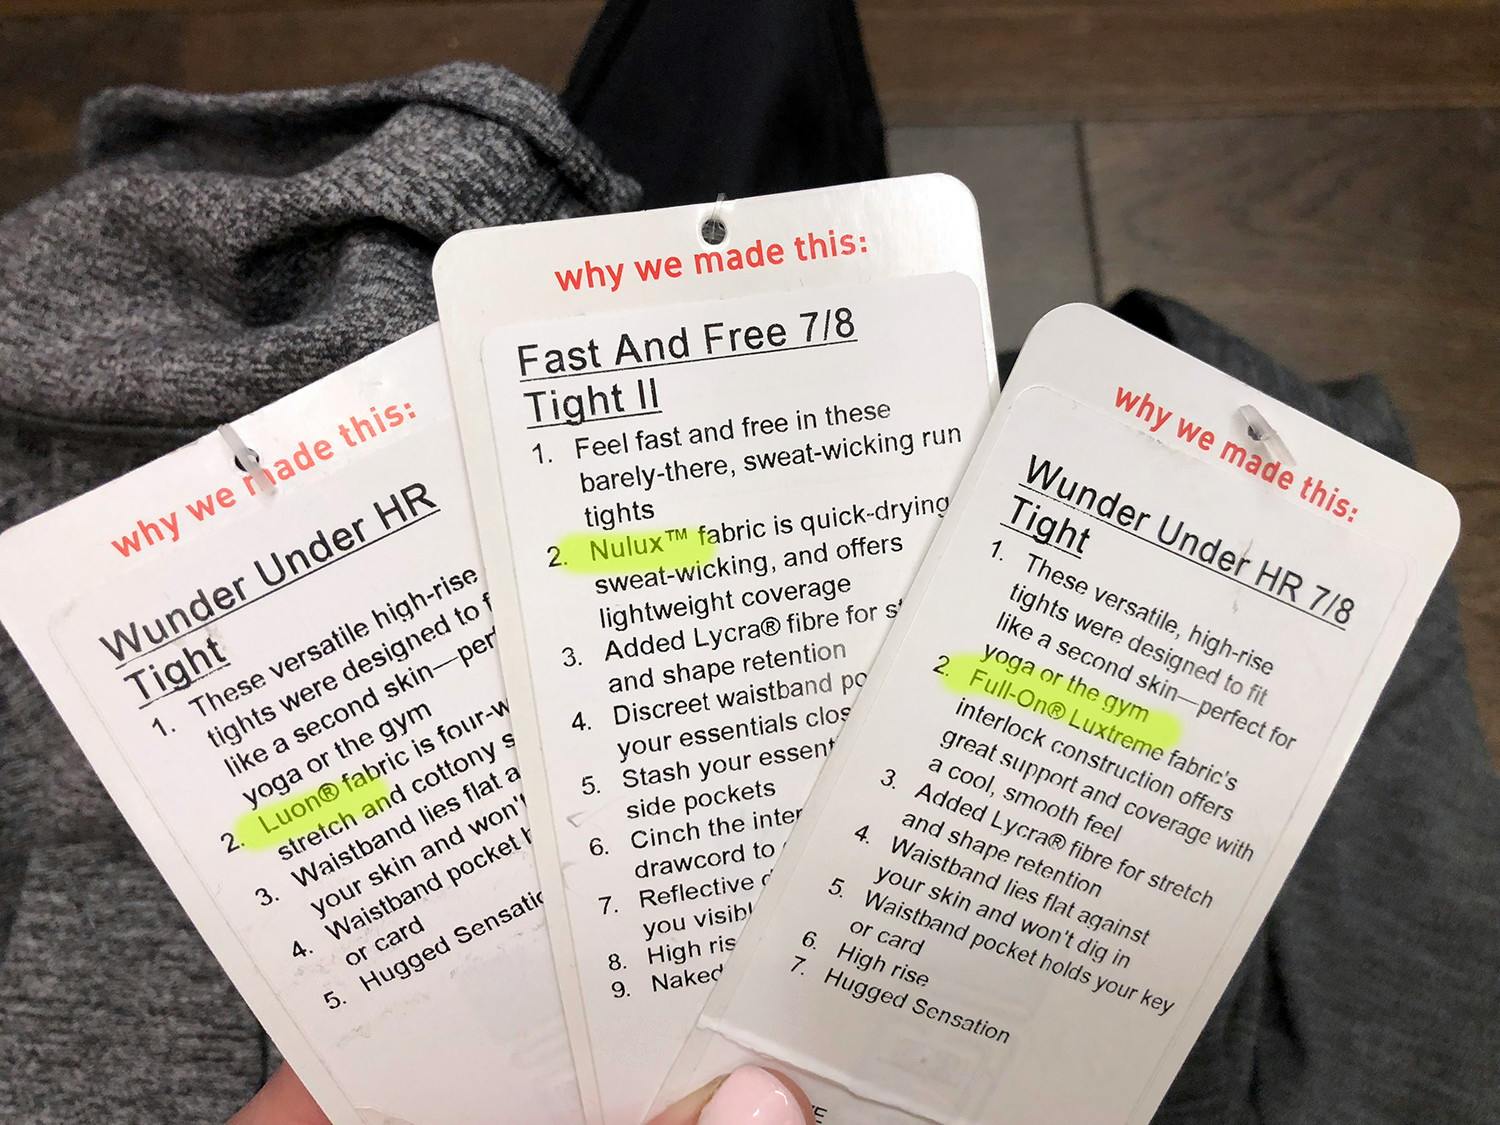 why we made this:
Wunder Under HR
Tight
1. These versatile high-rise
tights were designed to f
like a second skin—per
yoga or the gym
2. Luon® fabric is four-w
stretch and cottony s
3. Waistband lies flat a
your skin and won't
4. Waistband pocket h
or card
5. Hugged Sensatio
why we made this:
Fast And Free 7/8
Tight II
1. Feel fast and free in these
barely-there, sweat-wicking run
tights
2. Nulux™ fabric is quick-drying
sweat-wicking, and offers
lightweight coverage
3. Added Lycra® fibre for st
and shape retention
4. Discreet waistband po
your essentials clos
5. Stash your essent
side pockets
6. Cinch the inter
drawcord to
7. Reflective d
you visibl
8. High ris
9. Naked
why we made this:
Wunder Under HR 7/8
Tight
1. These versatile, high-rise
tights were designed to fit
like a second skin—perfect for
yoga or the gym
2. Full-On® Luxtreme fabric's
interlock construction offers
great support and coverage with
a cool, smooth feel
3. Added Lycra® fibre for stretch
and shape retention
4. Waistband lies flat against
your skin and won't dig in
5. Waistband pocket holds your key
or card
6. High rise
7. Hugged Sensation